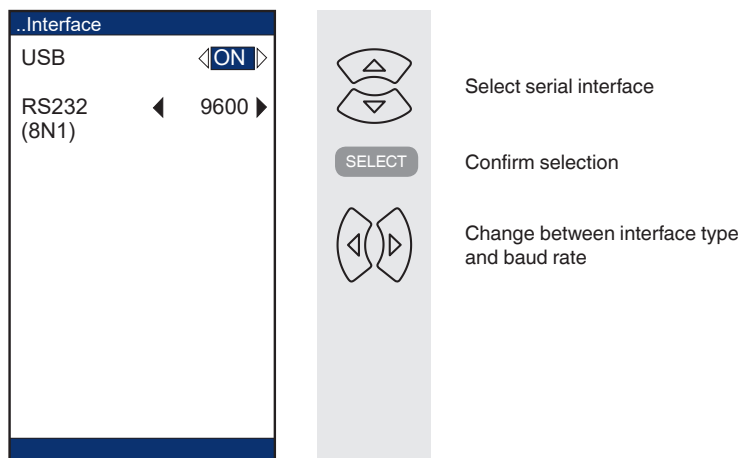 ..Interface
USB ON
RS232 9600
(8N1)
Select serial interface
SELECT Confirm selection
Change between interface type
and baud rate